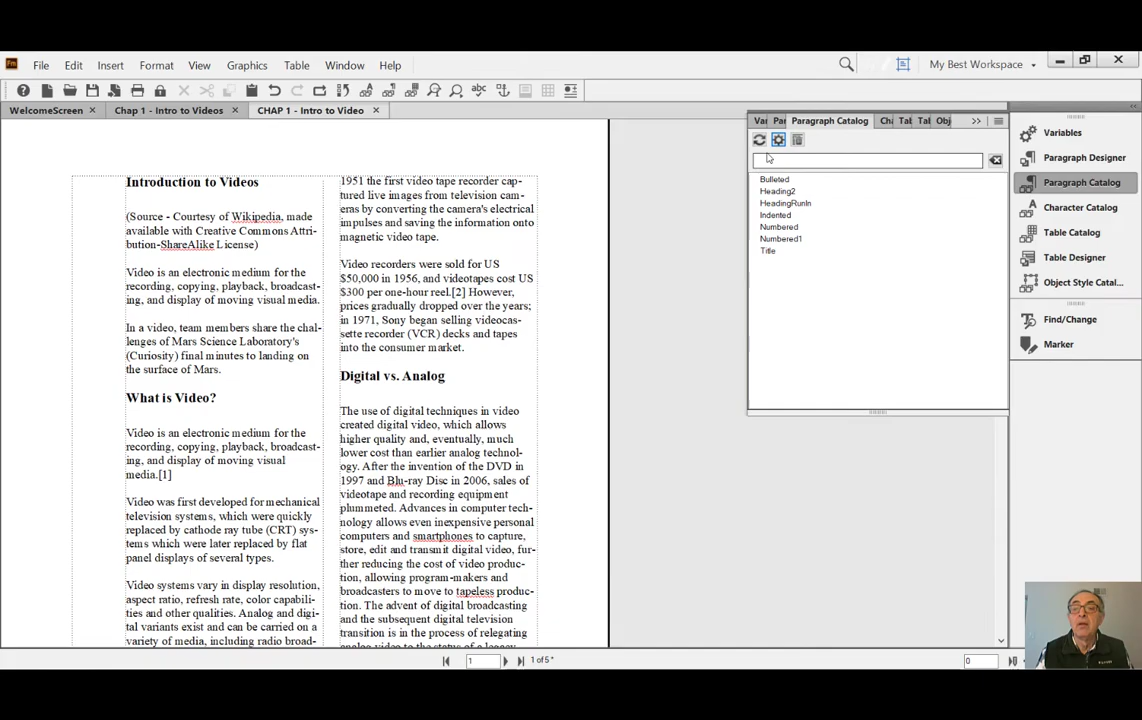 Fm File Edit Insert Format View Graphics Table Window Help My Best Workspace
WelcomeScreen Chap 1 - Intro to Videos CHAP 1 - Intro to Video
Introduction to Videos
(Source - Courtesy of Wikipedia, made
available with Creative Commons Attri-
bution-ShareAlike License)
Video is an electronic medium for the
recording, copying, playback, broadcast-
ing, and display of moving visual media.
In a video, team members share the chal-
lenges of Mars Science Laboratory's
(Curiosity) final minutes to landing on
the surface of Mars.
What is Video?
Video is an electronic medium for the
recording, copying, playback, broadcast-
ing, and display of moving visual
media.[1]
Video was first developed for mechanical
television systems, which were quickly
replaced by cathode ray tube (CRT) sys-
tems which were later replaced by flat
panel displays of several types.
Video systems vary in display resolution,
aspect ratio, refresh rate, color capabili-
ties and other qualities. Analog and digi-
tal variants exist and can be carried on a
variety of media, including radio broad-
1951 the first video tape recorder cap-
tured live images from television cam-
eras by converting the camera's electrical
impulses and saving the information onto
magnetic video tape.
Video recorders were sold for US
$50,000 in 1956, and videotapes cost US
$300 per one-hour reel.[2] However,
prices gradually dropped over the years;
in 1971, Sony began selling videocas-
sette recorder (VCR) decks and tapes
into the consumer market.
Digital vs. Analog
The use of digital techniques in video
created digital video, which allows
higher quality and, eventually, much
lower cost than earlier analog technol-
ogy. After the invention of the DVD in
1997 and Blu-ray Disc in 2006, sales of
videotape and recording equipment
plummeted. Advances in computer tech-
nology allows even inexpensive personal
computers and smartphones to capture,
store, edit and transmit digital video, fur-
ther reducing the cost of video produc-
tion, allowing program-makers and
broadcasters to move to tapeless produc-
tion. The advent of digital broadcasting
and the subsequent digital television
transition is in the process of relegating
analog video to the status of a legacy
Var Par Paragraph Catalog Cha Tal Tal Obj
Bulleted
Heading2
HeadingRunIn
Indented
Numbered
Numbered1
Title
Variables
Paragraph Designer
Paragraph Catalog
Character Catalog
Table Catalog
Table Designer
Object Style Catal...
Find/Change
Marker
1 1 of 5 * 0